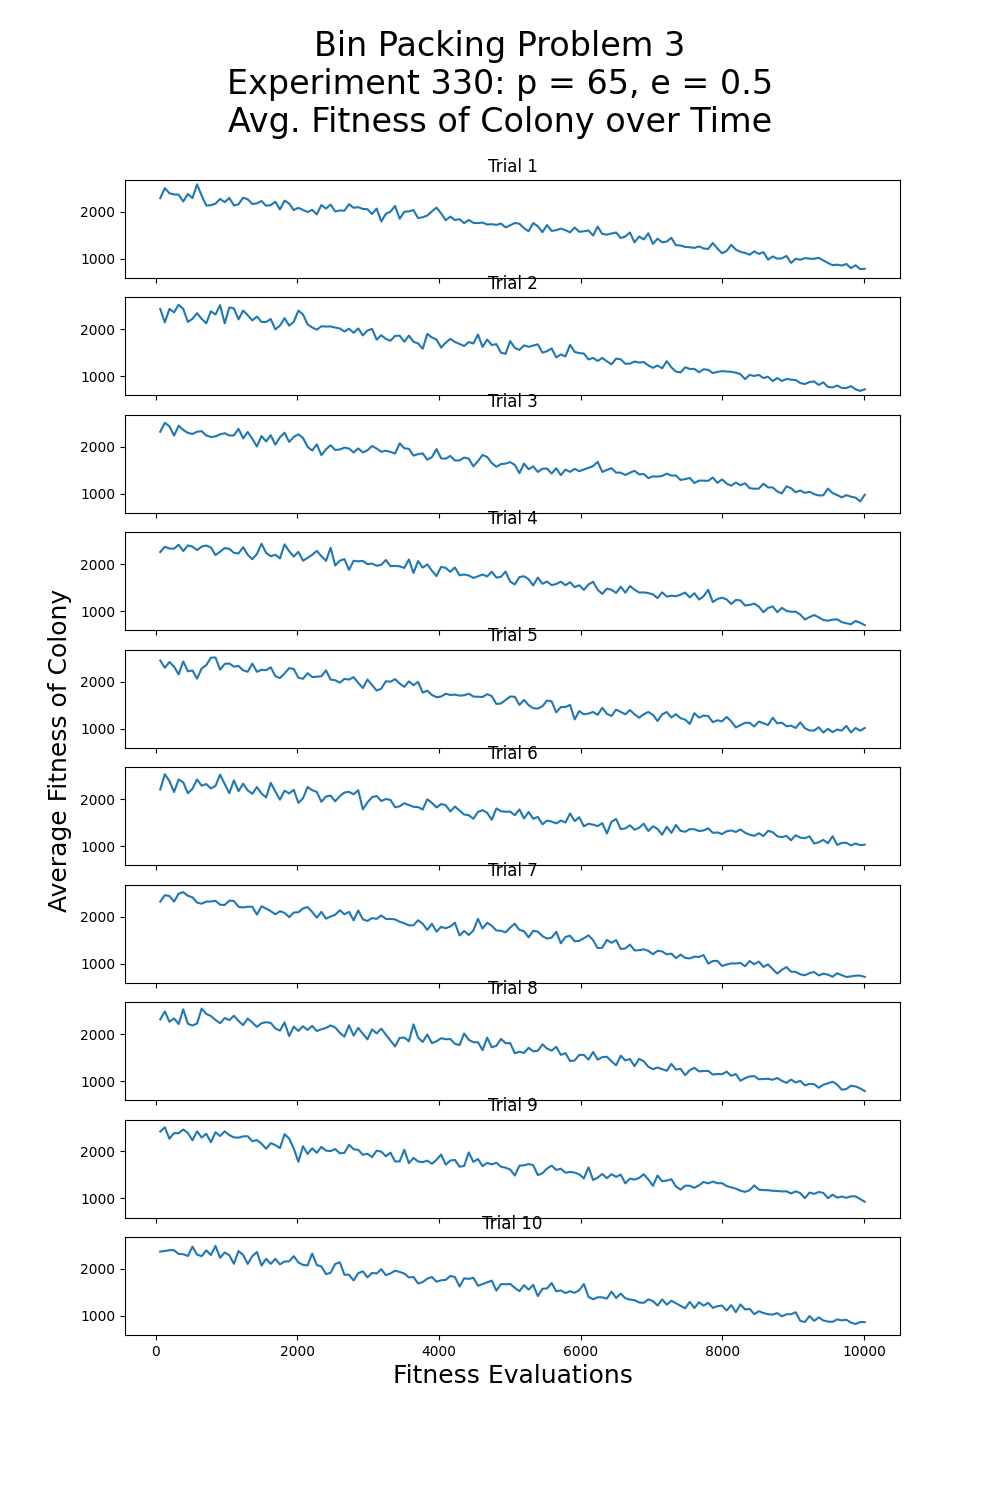 Bin Packing Problem 3
Experiment 330: p = 65, e = 0.5
Avg. Fitness of Colony over Time
Trial 1
2000
1000
Trial 2
2000
1000
Trial 3
2000
1000
Trial 4
2000
1000
Trial 5
2000
1000
Trial 6
2000
1000
Trial 7
2000
1000
Trial 8
2000
1000
Trial 9
2000
1000
Trial 10
2000
1000
0 2000 4000 6000 8000 10000
Fitness Evaluations
Average Fitness of Colony